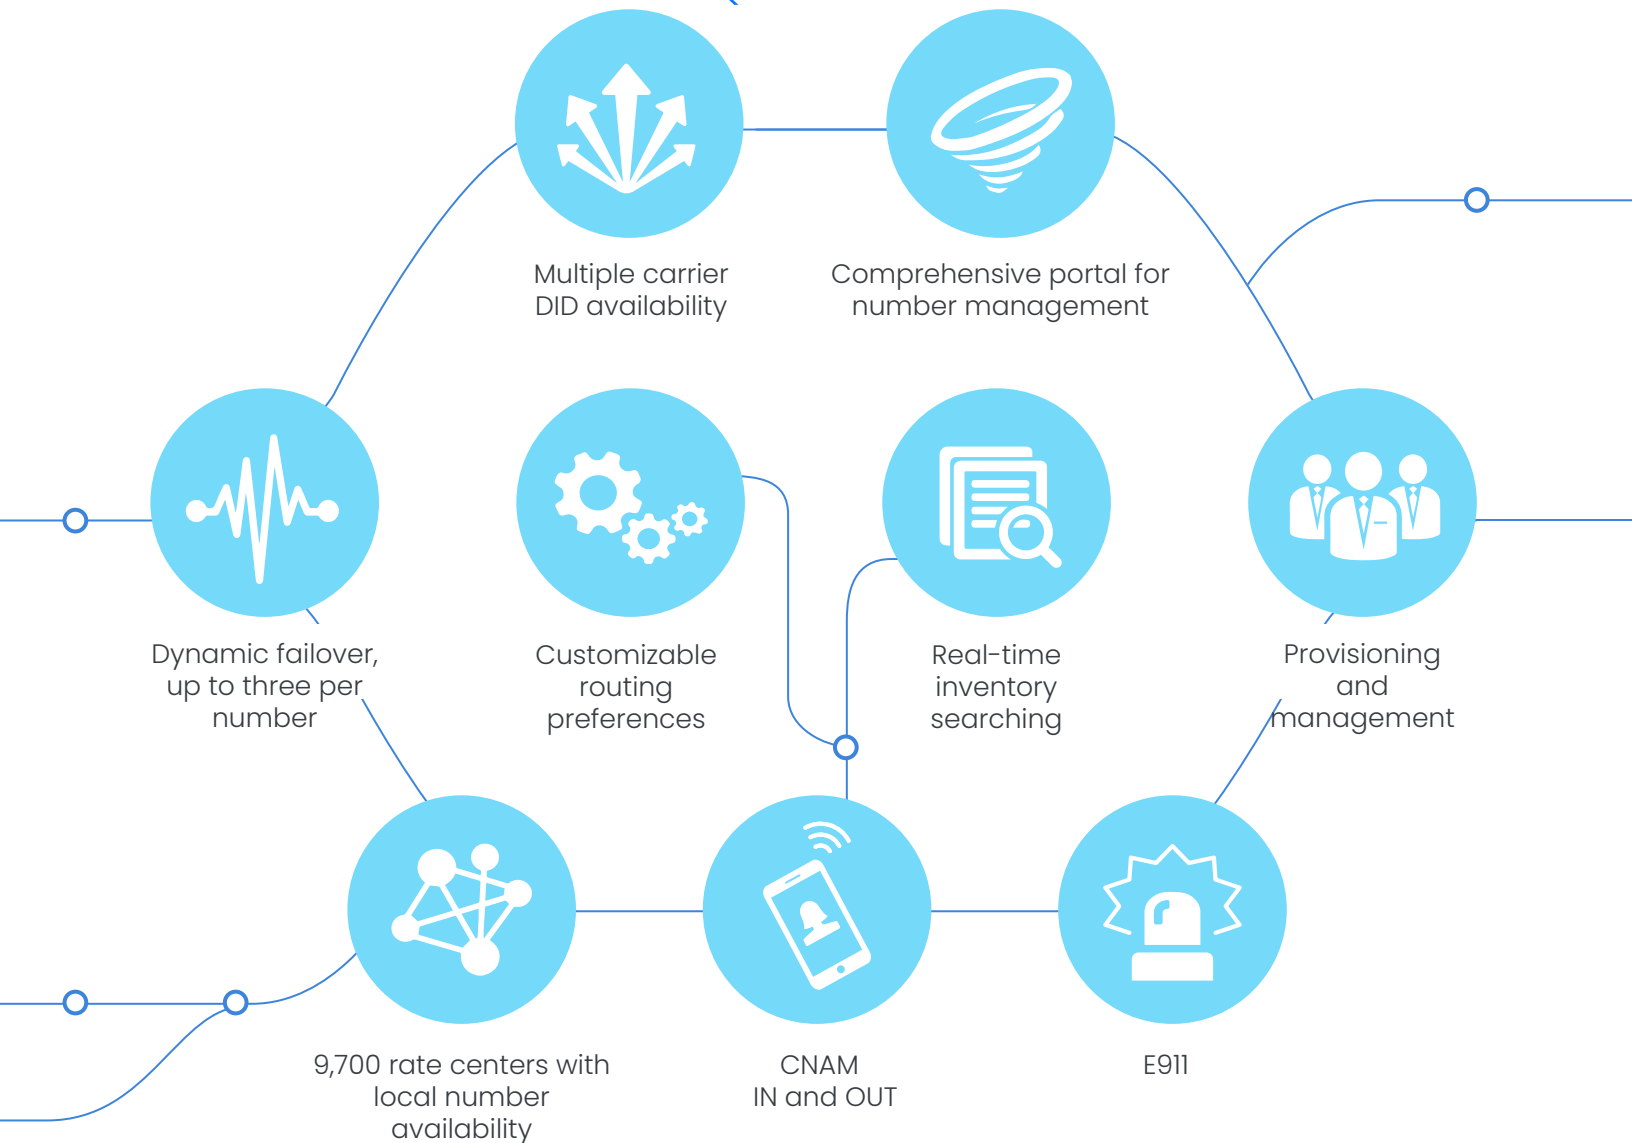 Multiple carrier
DID availability
Comprehensive portal for
number management
Dynamic failover,
up to three per
number
Customizable
routing
preferences
Real-time
inventory
searching
Provisioning
and
management
9,700 rate centers with
local number
availability
CNAM
IN and OUT
E911